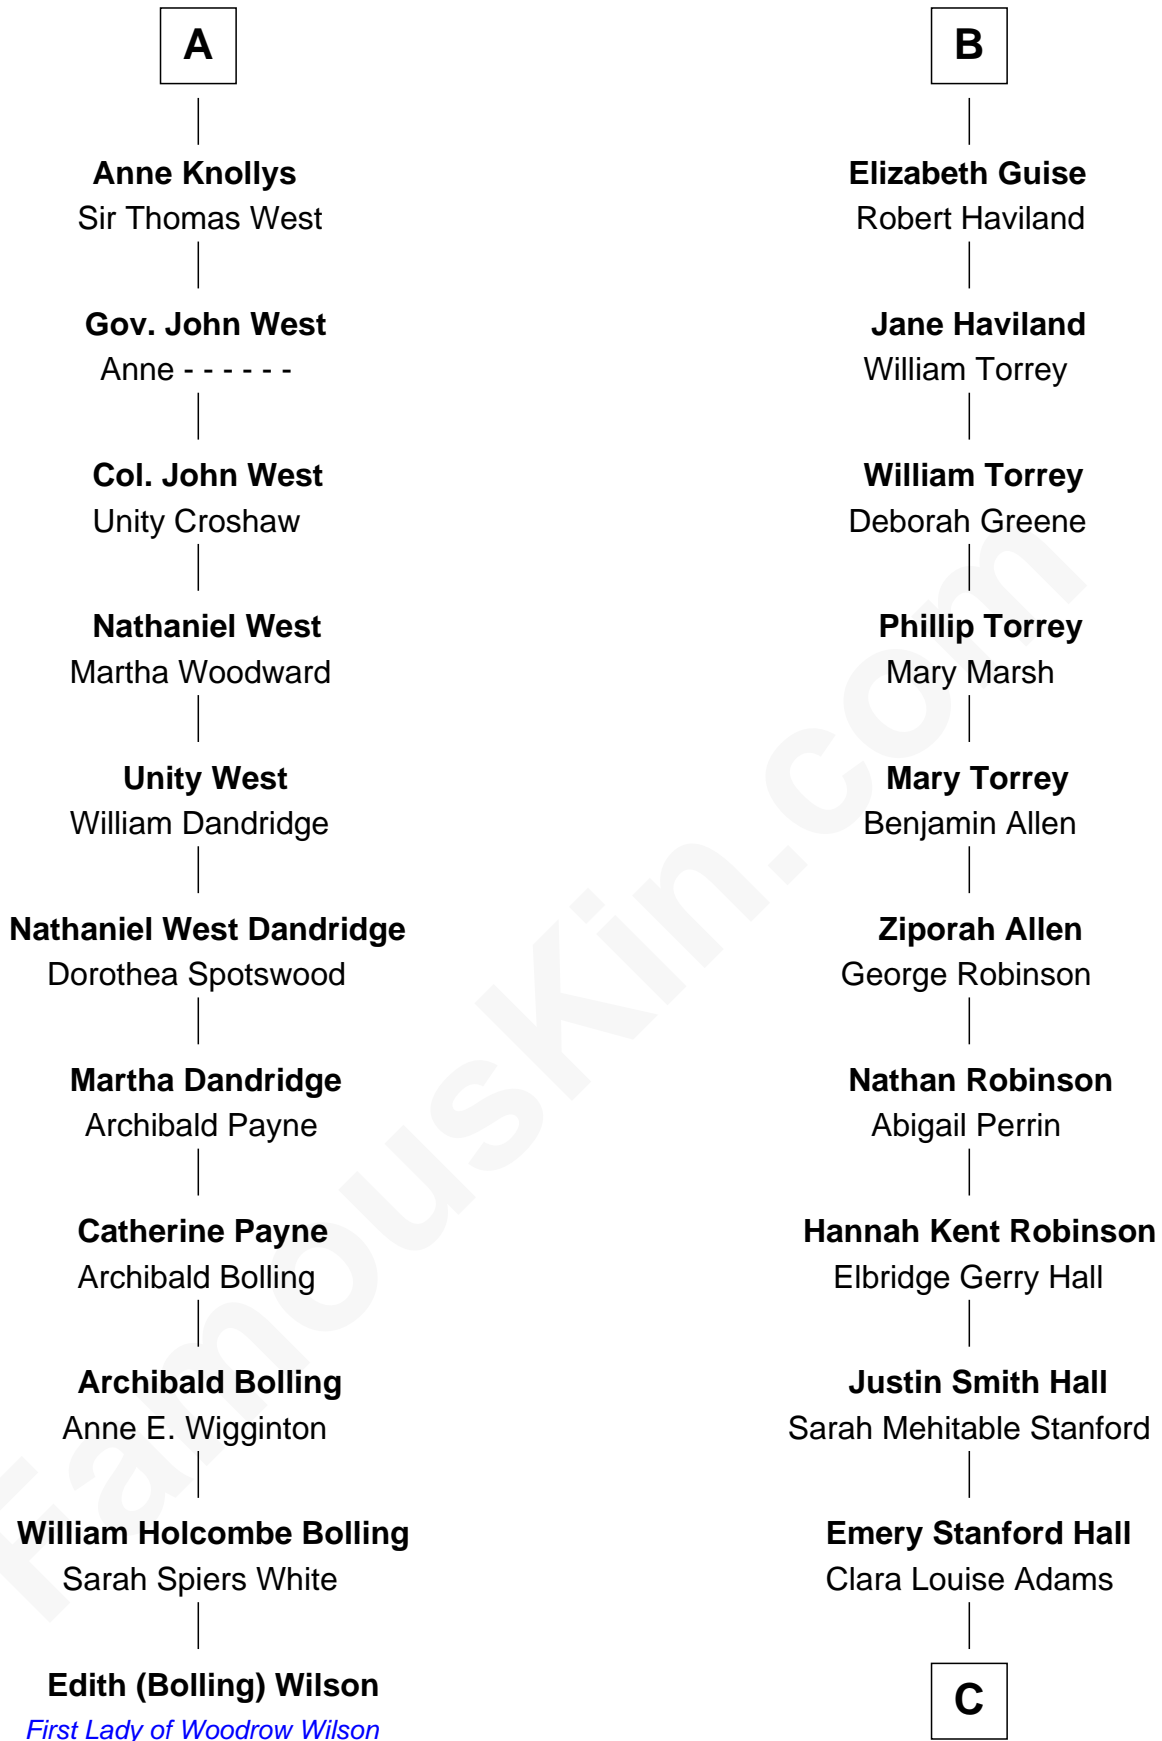 A
Anne Knollys
Sir Thomas West
Gov. John West
Anne - - - - - -
Col. John West
Unity Croshaw
Nathaniel West
Martha Woodward
Unity West
William Dandridge
Nathaniel West Dandridge
Dorothea Spotswood
Martha Dandridge
Archibald Payne
Catherine Payne
Archibald Bolling
Archibald Bolling
Anne E. Wigginton
William Holcombe Bolling
Sarah Spiers White
Edith (Bolling) Wilson
First Lady of Woodrow Wilson
B
Elizabeth Guise
Robert Haviland
Jane Haviland
William Torrey
William Torrey
Deborah Greene
Phillip Torrey
Mary Marsh
Mary Torrey
Benjamin Allen
Ziporah Allen
George Robinson
Nathan Robinson
Abigail Perrin
Hannah Kent Robinson
Elbridge Gerry Hall
Justin Smith Hall
Sarah Mehitable Stanford
Emery Stanford Hall
Clara Louise Adams
C
FamousKin.com